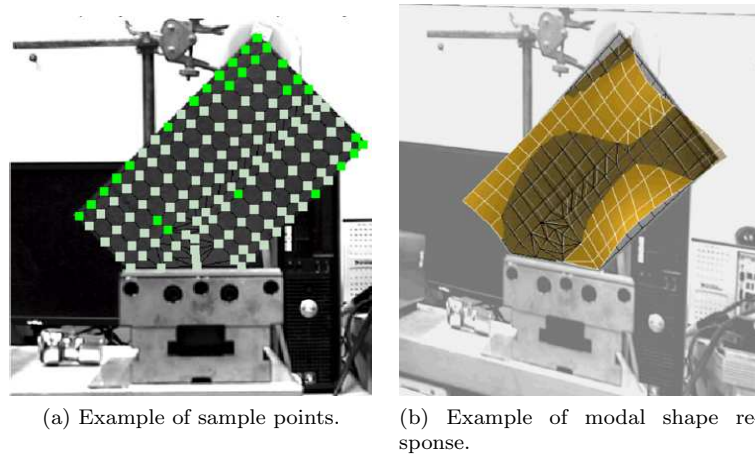 (a) Example of sample points.
(b) Example of modal shape re-
sponse.